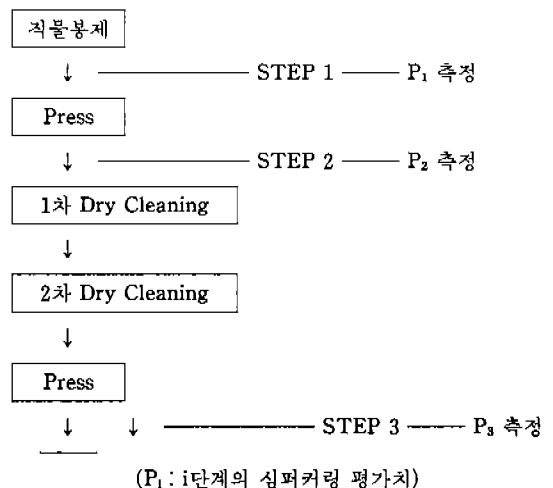 직물봉제
↓ STEP 1 P₁ 측정
Press
↓ STEP 2 P₂ 측정
1차 Dry Cleaning
↓
2차 Dry Cleaning
↓
Press
↓ ↓ STEP 3 P₃ 측정
(Pᵢ : i단계의 심퍼커링 평가치)